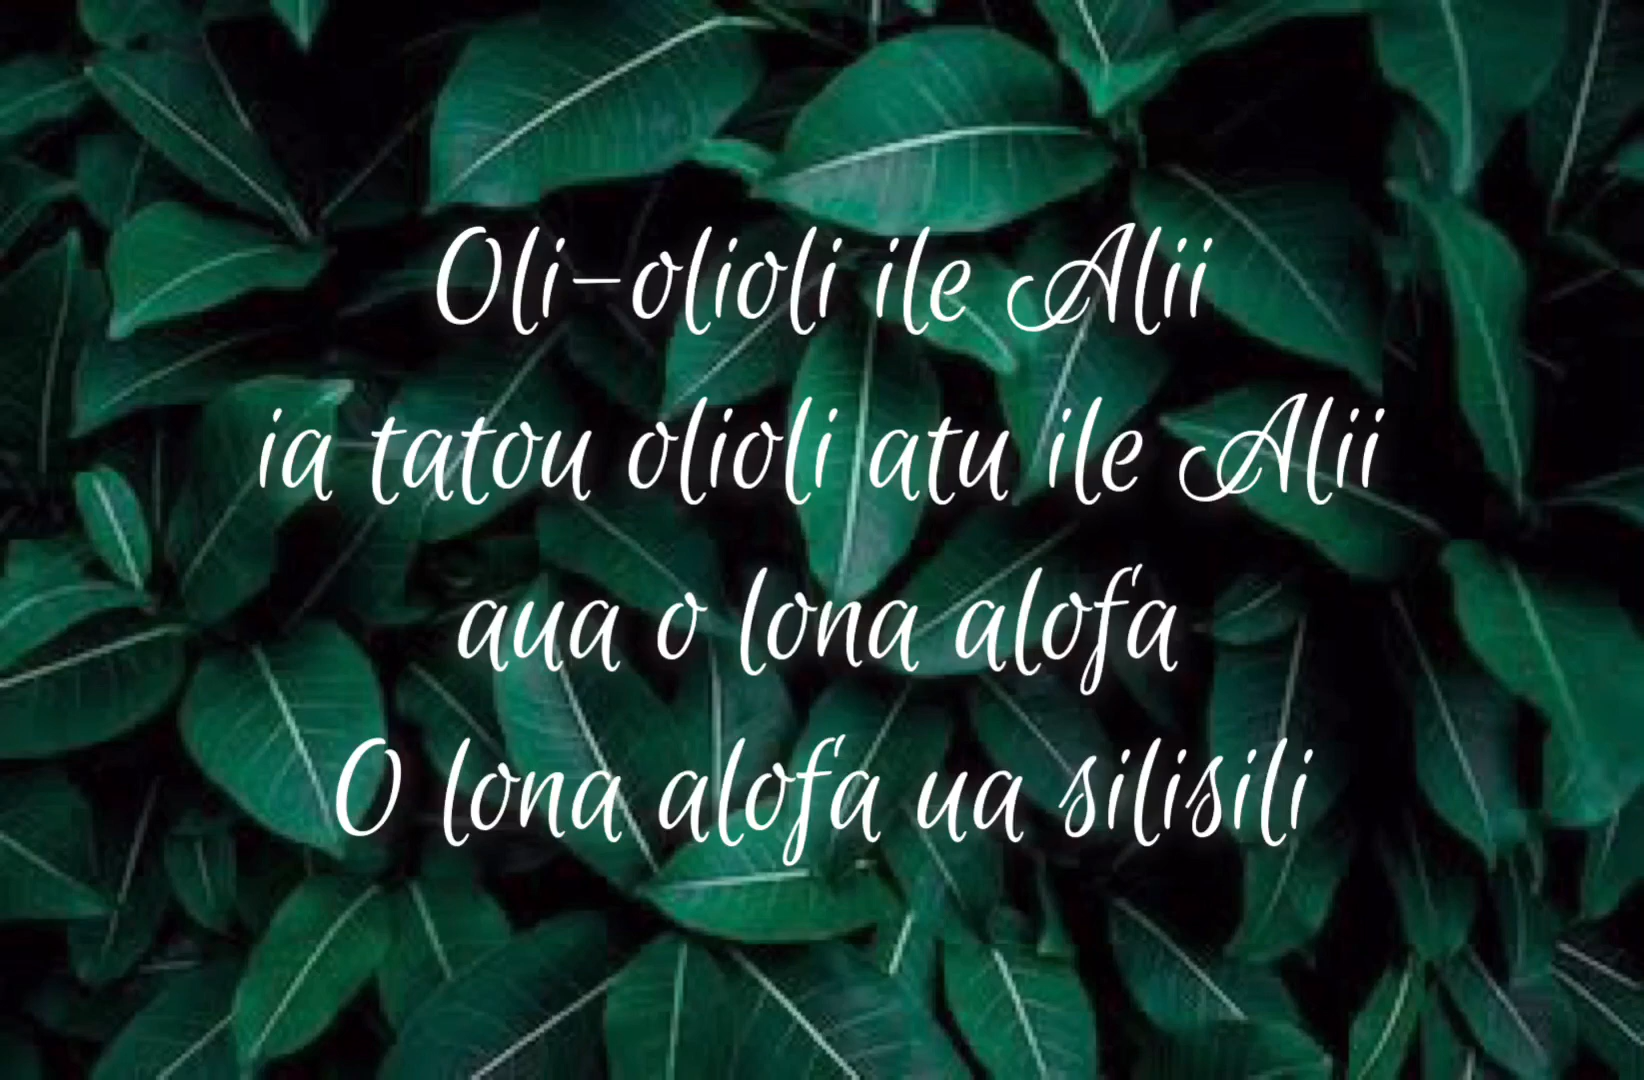 Oli-olioli ile Alii
ia tatou olioli atu ile Alii
aua o lona alofa
O lona alofa ua silisili